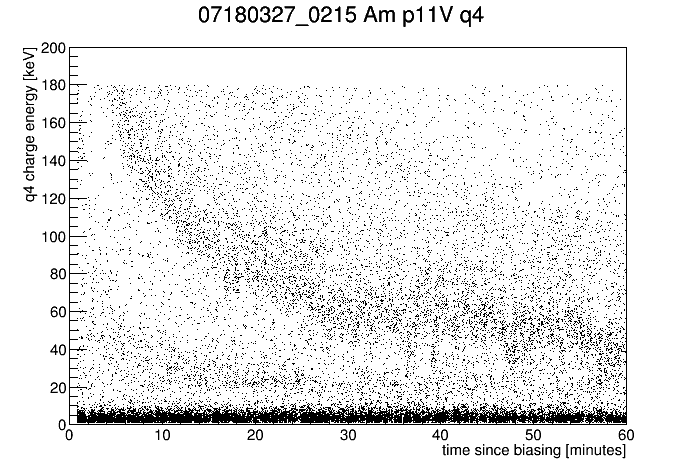 07180327_0215 Am p11V q4
q4 charge energy [keV]
200
180
160
140
120
100
80
60
40
20
0
0 10 20 30 40 50 60
time since biasing [minutes]